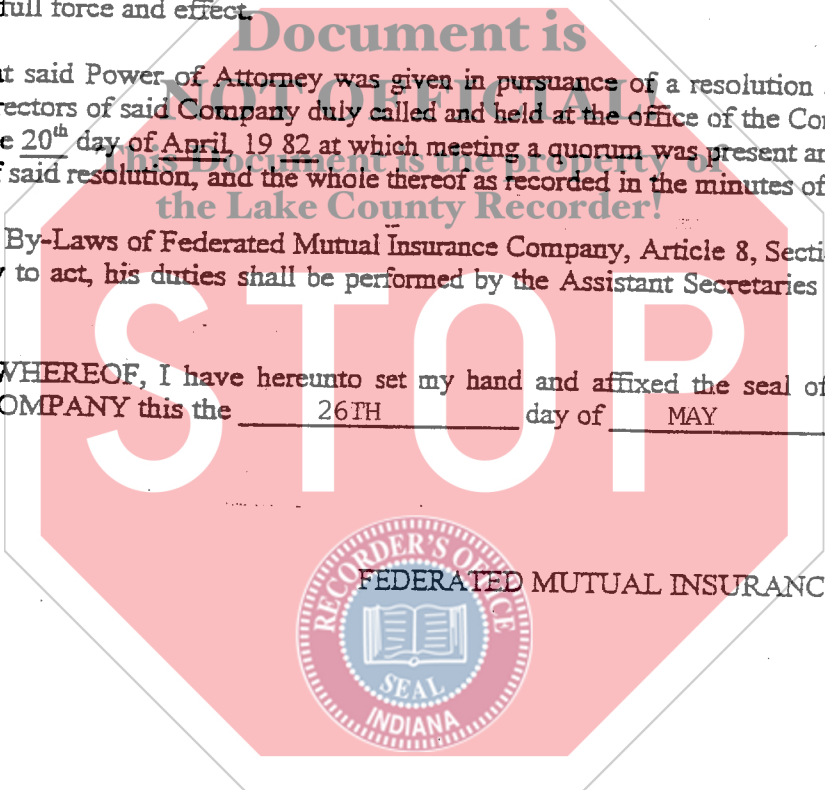 full force and effect.
Document is
at said Power of Attorney was given in pursuance of a resolution
NOT OFFICIAL!
rectors of said Company duly called and held at the office of the Co
e 20th day of April, 19 82 at which meeting a quorum was present an
This Document is the property of
f said resolution, and the whole thereof as recorded in the minutes of
the Lake County Recorder!
By-Laws of Federated Mutual Insurance Company, Article 8, Secti
y to act, his duties shall be performed by the Assistant Secretaries
STOP
WHEREOF, I have hereunto set my hand and affixed the seal of
OMPANY this the 26TH day of MAY
RECORDER'S OFFICE
FEDERATED MUTUAL INSURANC
SEAL
INDIANA